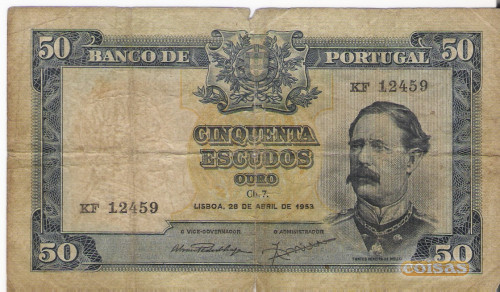 50 BANCO DE PORTUGAL 50
KF 12459
CINQUENTA
ESCUDOS
OURO
Ch. 7.
KF 12459
LISBOA, 28 DE ABRIL DE 1953
O VICE-GOVERNADOR O ADMINISTRADOR
50 50
coisas